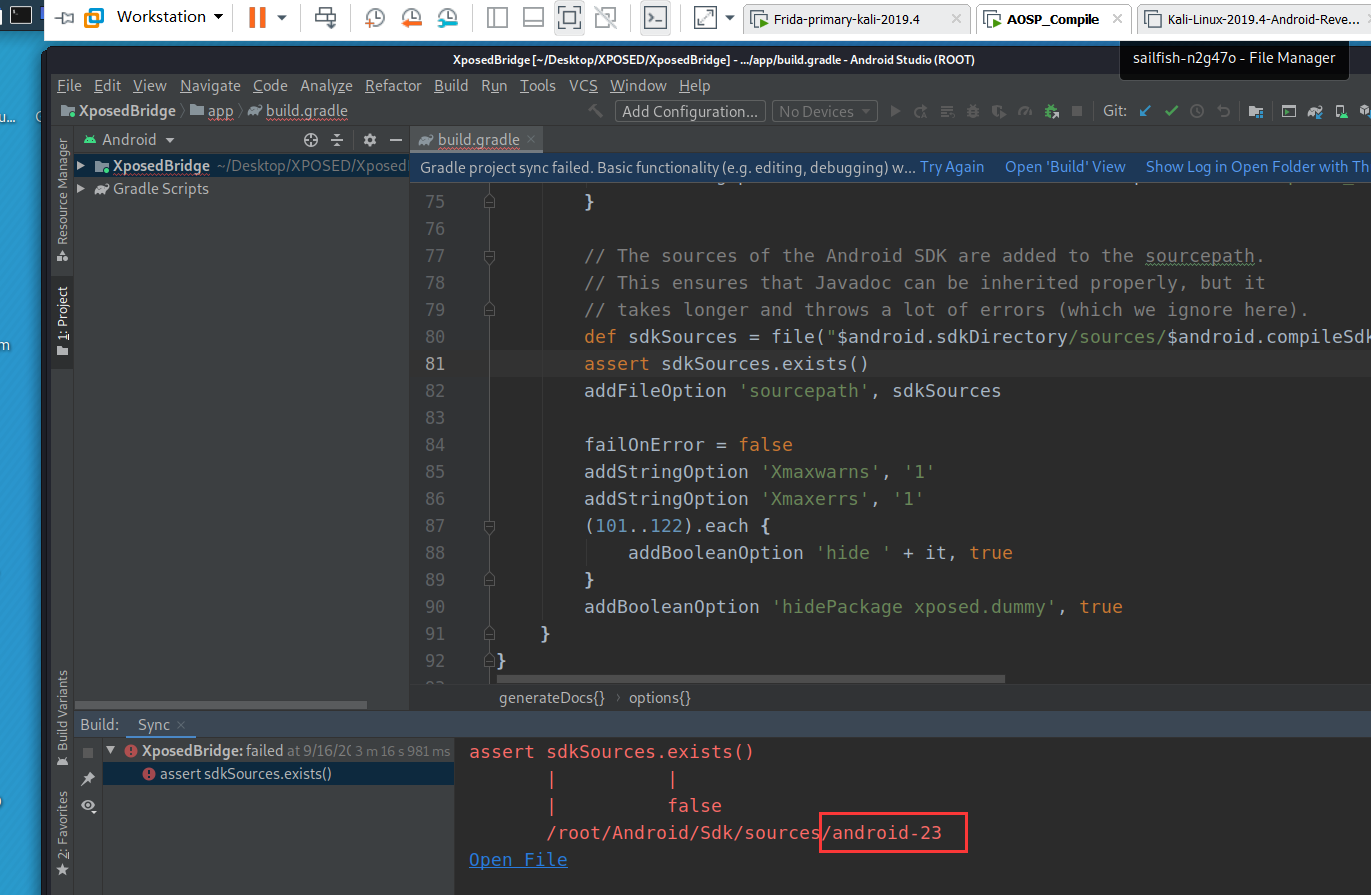 Workstation
Frida-primary-kali-2019.4
AOSP_Compile
Kali-Linux-2019.4-Android-Reve...
sailfish-n2g47o - File Manager
XposedBridge [~/Desktop/XPOSED/XposedBridge] - .../app/build.gradle - Android Studio (ROOT)
File Edit View Navigate Code Analyze Refactor Build Run Tools VCS Window Help
XposedBridge app build.gradle
Add Configuration... No Devices Git:
Android
build.gradle
XposedBridge ~/Desktop/XPOSED/Xposed
Gradle Scripts
Gradle project sync failed. Basic functionality (e.g. editing, debugging) w... Try Again Open 'Build' View Show Log in Open Folder with Th
Resource Manager
1: Project
Build Variants
2: Favorites
75 }
76
77 // The sources of the Android SDK are added to the sourcepath.
78 // This ensures that Javadoc can be inherited properly, but it
79 // takes longer and throws a lot of errors (which we ignore here).
80 def sdkSources = file("$android.sdkDirectory/sources/$android.compileSdk
81 assert sdkSources.exists()
82 addFileOption 'sourcepath', sdkSources
83
84 failOnError = false
85 addStringOption 'Xmaxwarns', '1'
86 addStringOption 'Xmaxerrs', '1'
87 (101..122).each {
88 addBooleanOption 'hide ' + it, true
89 }
90 addBooleanOption 'hidePackage xposed.dummy', true
91 }
92 }
generateDocs{} › options{}
Build: Sync
XposedBridge: failed at 9/16/20 3 m 16 s 981 ms
assert sdkSources.exists()
assert sdkSources.exists()
| |
| false
/root/Android/Sdk/sources/android-23
Open File